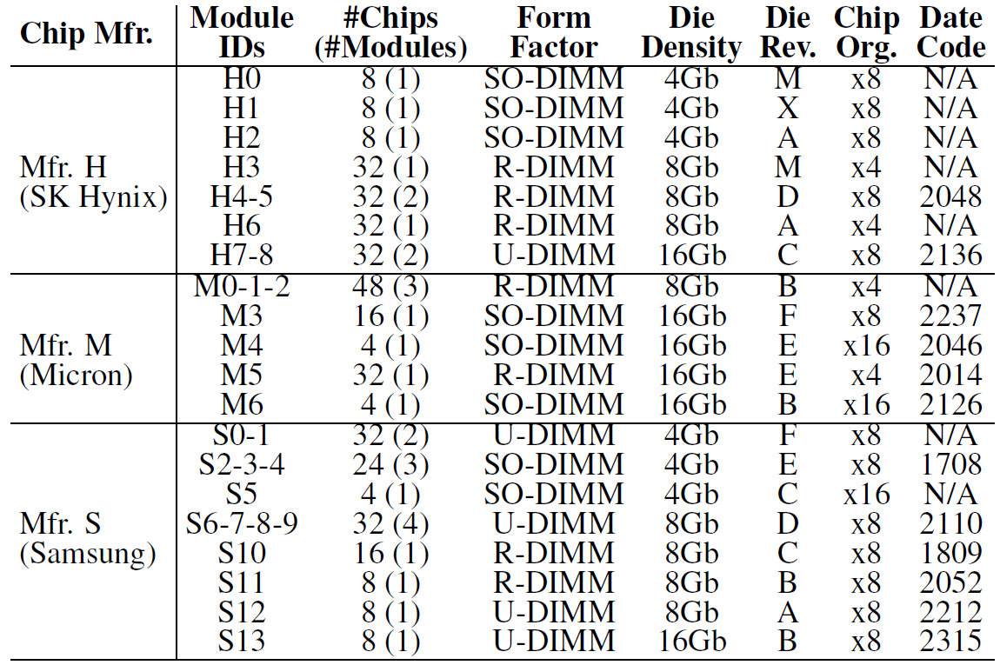 Chip Mfr. Module IDs #Chips (#Modules) Form Factor Die Density Die Rev. Chip Org. Date Code
H0 8 (1) SO-DIMM 4Gb M x8 N/A
H1 8 (1) SO-DIMM 4Gb X x8 N/A
H2 8 (1) SO-DIMM 4Gb A x8 N/A
Mfr. H H3 32 (1) R-DIMM 8Gb M x4 N/A
(SK Hynix) H4-5 32 (2) R-DIMM 8Gb D x8 2048
H6 32 (1) R-DIMM 8Gb A x4 N/A
H7-8 32 (2) U-DIMM 16Gb C x8 2136
M0-1-2 48 (3) R-DIMM 8Gb B x4 N/A
M3 16 (1) SO-DIMM 16Gb F x8 2237
Mfr. M M4 4 (1) SO-DIMM 16Gb E x16 2046
(Micron) M5 32 (1) R-DIMM 16Gb E x4 2014
M6 4 (1) SO-DIMM 16Gb B x16 2126
S0-1 32 (2) U-DIMM 4Gb F x8 N/A
S2-3-4 24 (3) SO-DIMM 4Gb E x8 1708
S5 4 (1) SO-DIMM 4Gb C x16 N/A
Mfr. S S6-7-8-9 32 (4) U-DIMM 8Gb D x8 2110
(Samsung) S10 16 (1) R-DIMM 8Gb C x8 1809
S11 8 (1) R-DIMM 8Gb B x8 2052
S12 8 (1) U-DIMM 8Gb A x8 2212
S13 8 (1) U-DIMM 16Gb B x8 2315